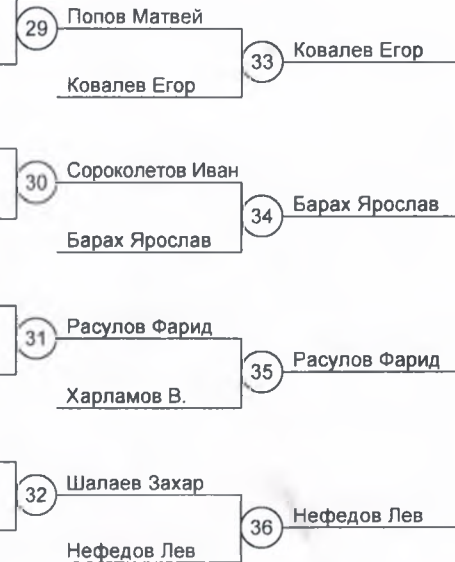 29 Попов Матвей
33 Ковалев Егор
Ковалев Егор
30 Сороколетов Иван
34 Барах Ярослав
Барах Ярослав
31 Расулов Фарид
35 Расулов Фарид
Харламов В.
32 Шалаев Захар
36 Нефедов Лев
Нефедов Лев